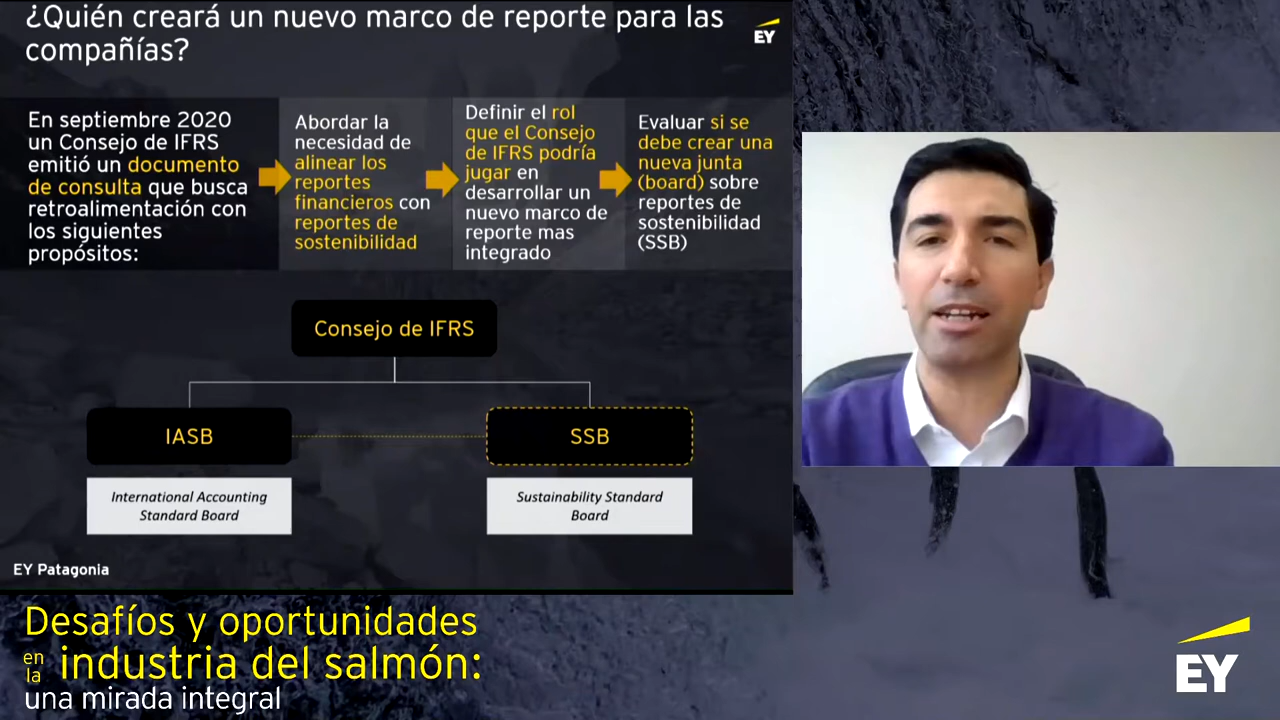 ¿Quién creará un nuevo marco de reporte para las
compañías?
EY
En septiembre 2020
un Consejo de IFRS
emitió un documento
de consulta que busca
retroalimentación con
los siguientes
propósitos:
Abordar la
necesidad de
alinear los
reportes
financieros con
reportes de
sostenibilidad
Definir el rol
que el Consejo
de IFRS podría
jugar en
desarrollar un
nuevo marco de
reporte mas
integrado
Evaluar si se
debe crear una
nueva junta
(board) sobre
reportes de
sostenibilidad
(SSB)
Consejo de IFRS
IASB
SSB
International Accounting
Standard Board
Sustainability Standard
Board
EY Patagonia
Desafíos y oportunidades
en la industria del salmón:
una mirada integral
EY